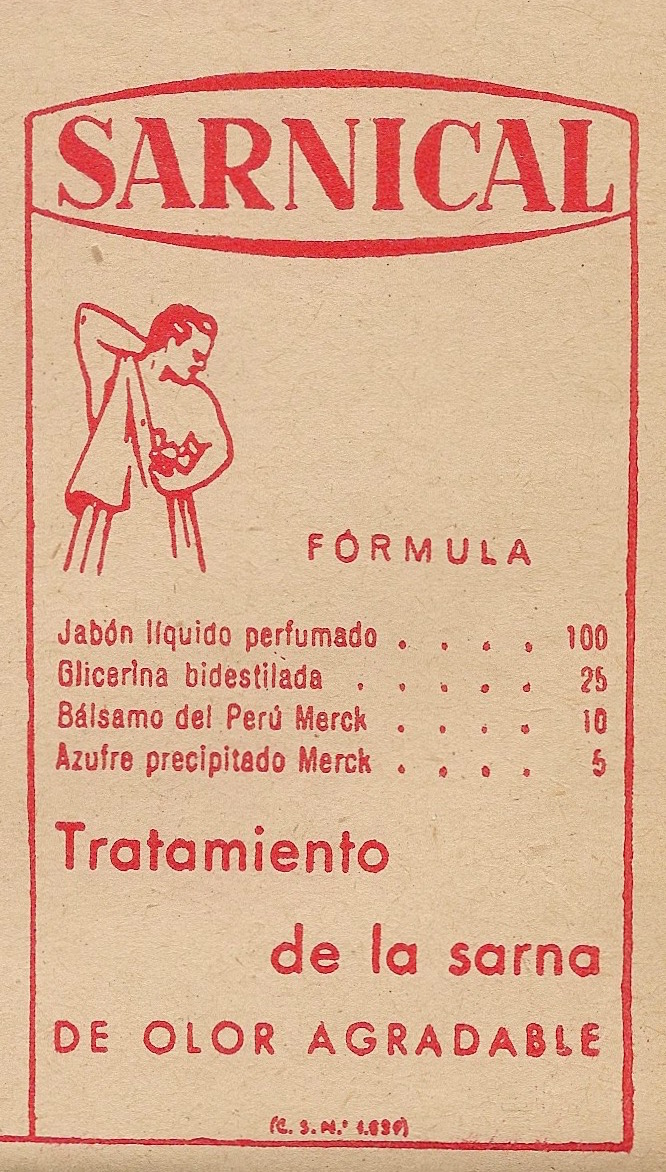 SARNICAL
FÓRMULA
Jabón líquido perfumado . . . . 100
Glicerina bidestilada . . . . . 25
Bálsamo del Perú Merck . . . . 10
Azufre precipitado Merck . . . . 5
Tratamiento
de la sarna
DE OLOR AGRADABLE
(C. S. N.º